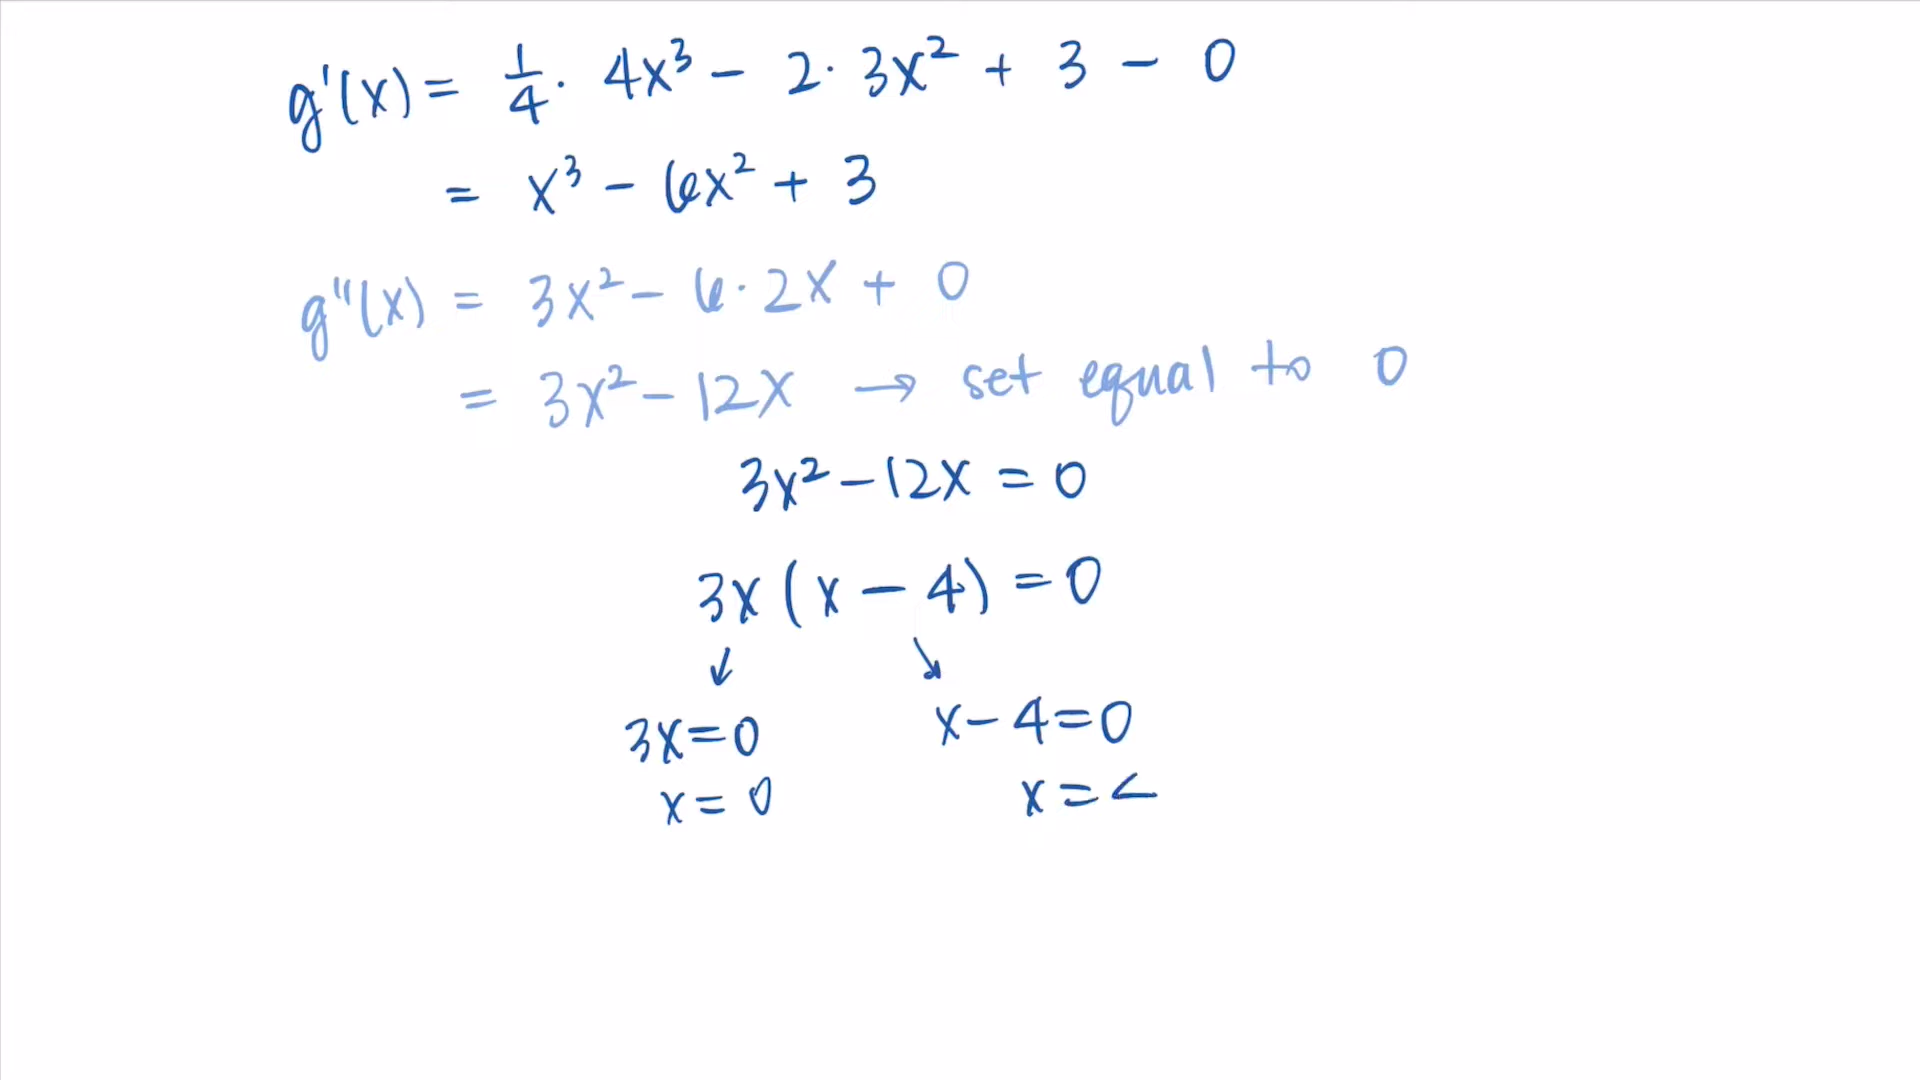 g'(x) = 1/4 · 4x³ − 2 · 3x² + 3 − 0
= x³ − 6x² + 3
g''(x) = 3x² − 6 · 2x + 0
= 3x² − 12x → set equal to 0
3x² − 12x = 0
3x (x − 4) = 0
↓ ↘
3x = 0 x − 4 = 0
x = 0 x = <